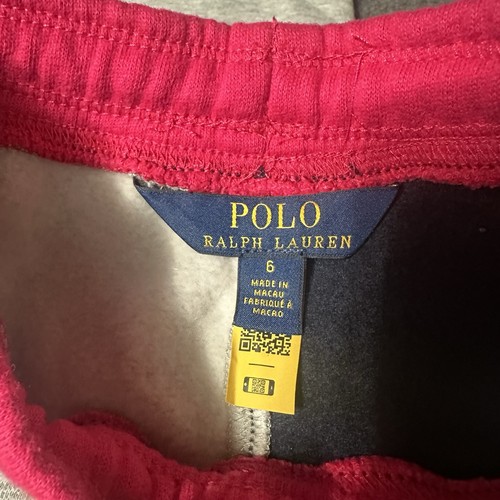 POLO
RALPH LAUREN
6
MADE IN
MACAU
FABRIQUÉ À
MACAO